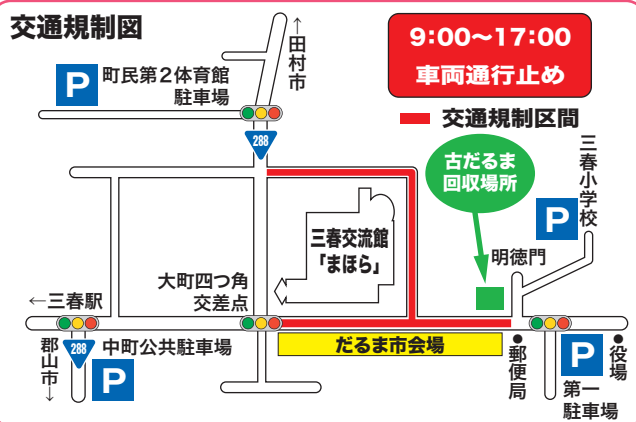 交通規制図
↑田村市
9:00〜17:00
車両通行止め
P
町民第2体育館
駐車場
交通規制区間
288
古だるま
回収場所
三春小学校
P
三春交流館
「まほら」
明徳門
大町四つ角
交差点
←三春駅
288
郡山市→
中町公共駐車場
P
だるま市会場
●郵便局
P
●役場
第一
駐車場